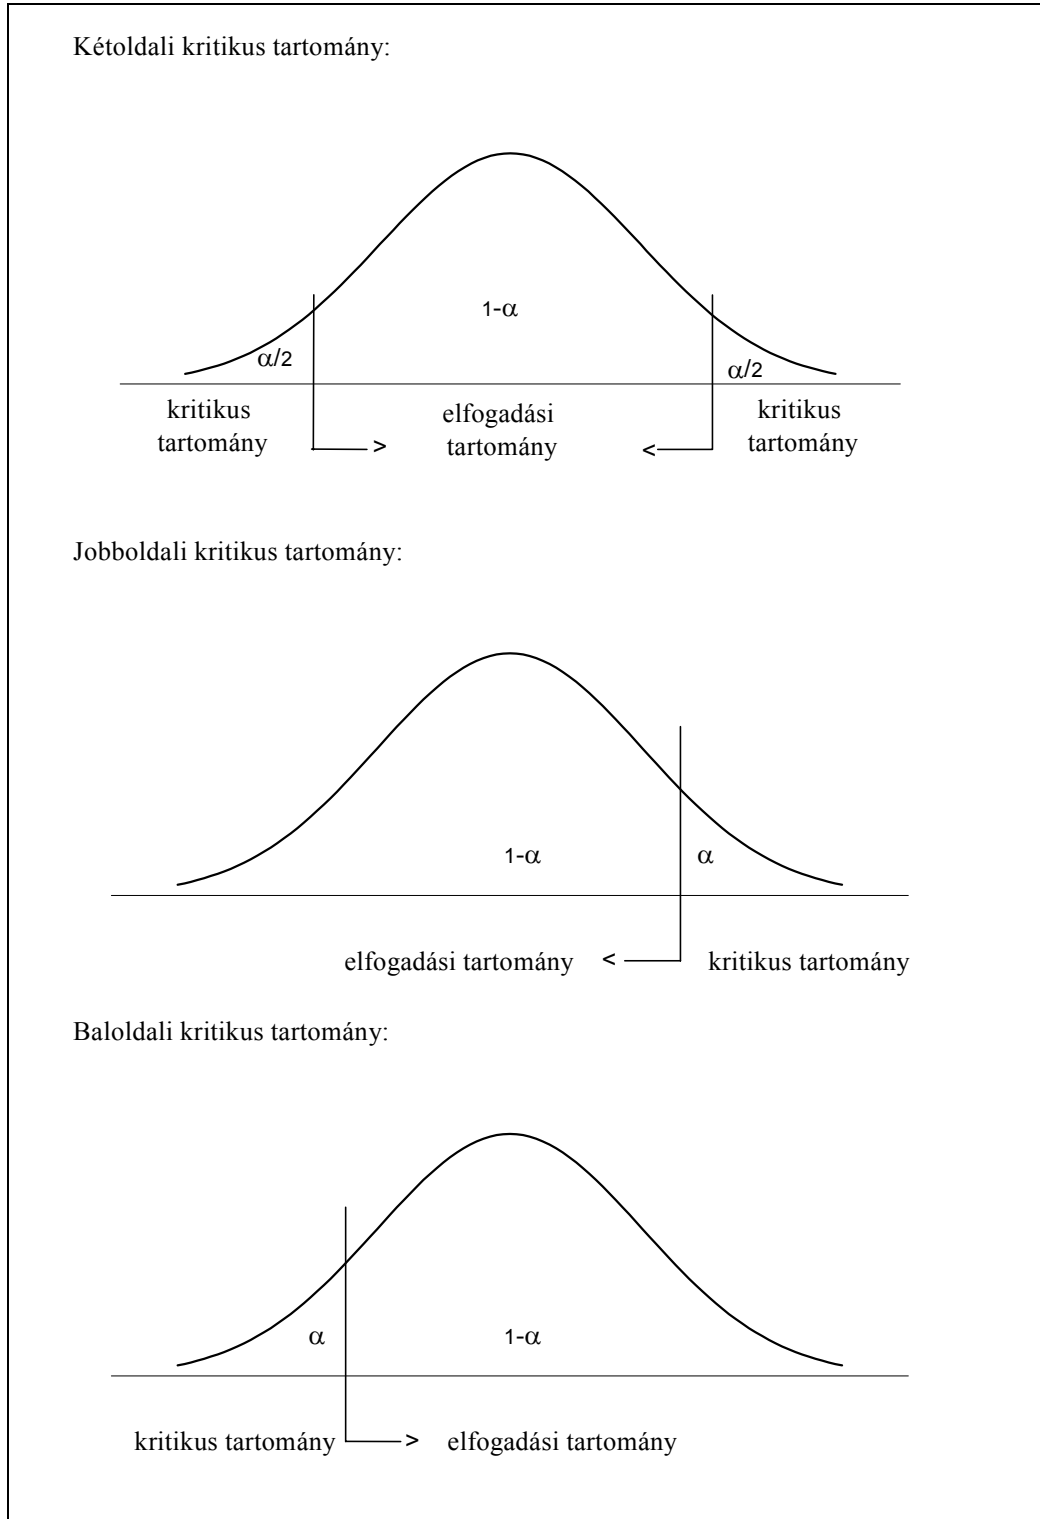 Kétoldali kritikus tartomány:
1-α
α/2
α/2
kritikus
tartomány
>
elfogadási
tartomány
<
kritikus
tartomány
Jobboldali kritikus tartomány:
1-α
α
elfogadási tartomány
<
kritikus tartomány
Baloldali kritikus tartomány:
α
1-α
kritikus tartomány
>
elfogadási tartomány